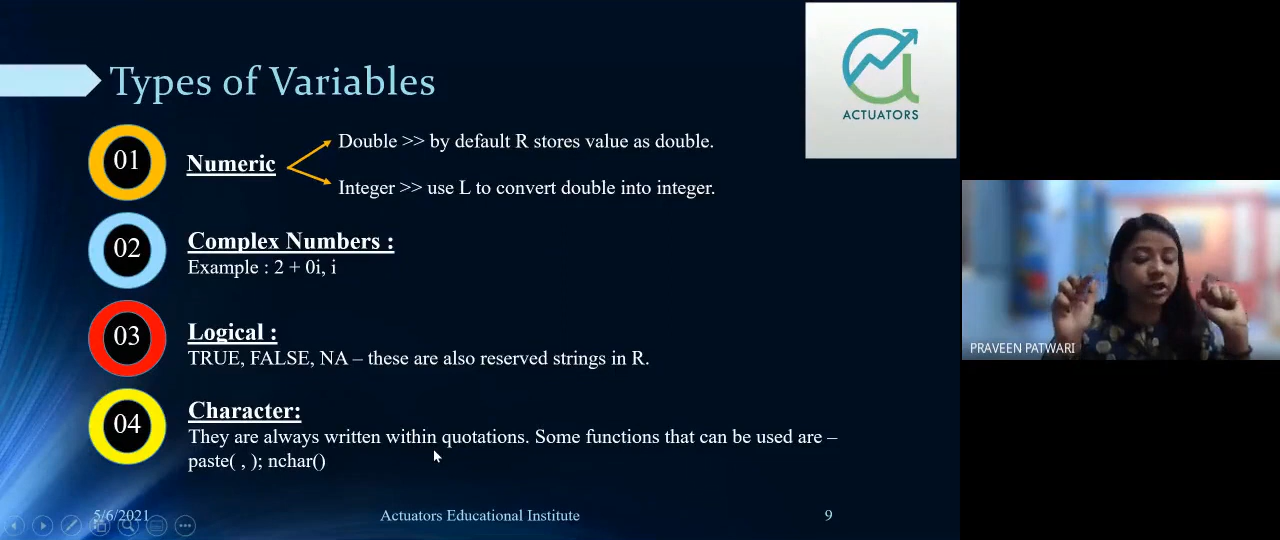 ACTUATORS
Types of Variables
01
Numeric
Double >> by default R stores value as double.
Integer >> use L to convert double into integer.
02
Complex Numbers :
Example : 2 + 0i, i
03
Logical :
TRUE, FALSE, NA – these are also reserved strings in R.
04
Character:
They are always written within quotations. Some functions that can be used are –
paste( , ); nchar()
5/6/2021
Actuators Educational Institute
9
PRAVEEN PATWARI